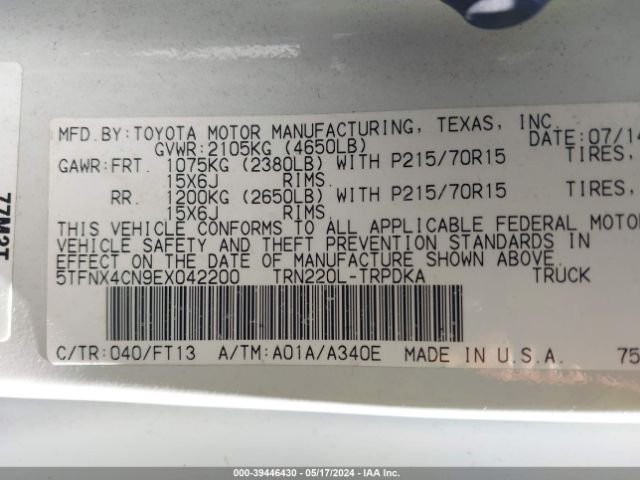 MFD.BY:TOYOTA MOTOR MANUFACTURING, TEXAS, INC.
GVWR:2105KG (4650LB) DATE:07/14
GAWR:FRT. 1075KG (2380LB) WITH P215/70R15 TIRES,
15X6J RIMS,
RR. 1200KG (2650LB) WITH P215/70R15 TIRES,
15X6J RIMS,
THIS VEHICLE CONFORMS TO ALL APPLICABLE FEDERAL MOTOR
VEHICLE SAFETY AND THEFT PREVENTION STANDARDS IN
EFFECT ON THE DATE OF MANUFACTURE SHOWN ABOVE.
5TFNX4CN9EX042200 TRN220L-TRPDKA TRUCK
C/TR:040/FT13 A/TM:A01A/A340E MADE IN U.S.A. 75
000-39446430 - 05/17/2024 - IAA Inc.